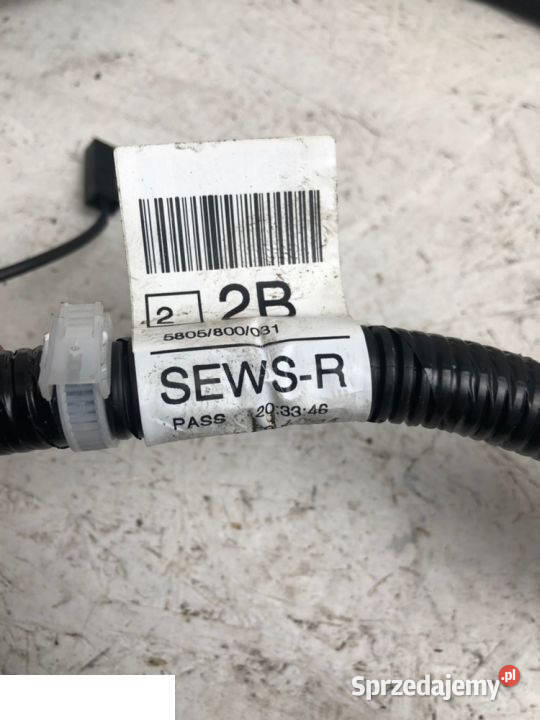 2 2B
5805/800/031
SEWS-R
PASS 20:33:46
Sprzedajemy.pl